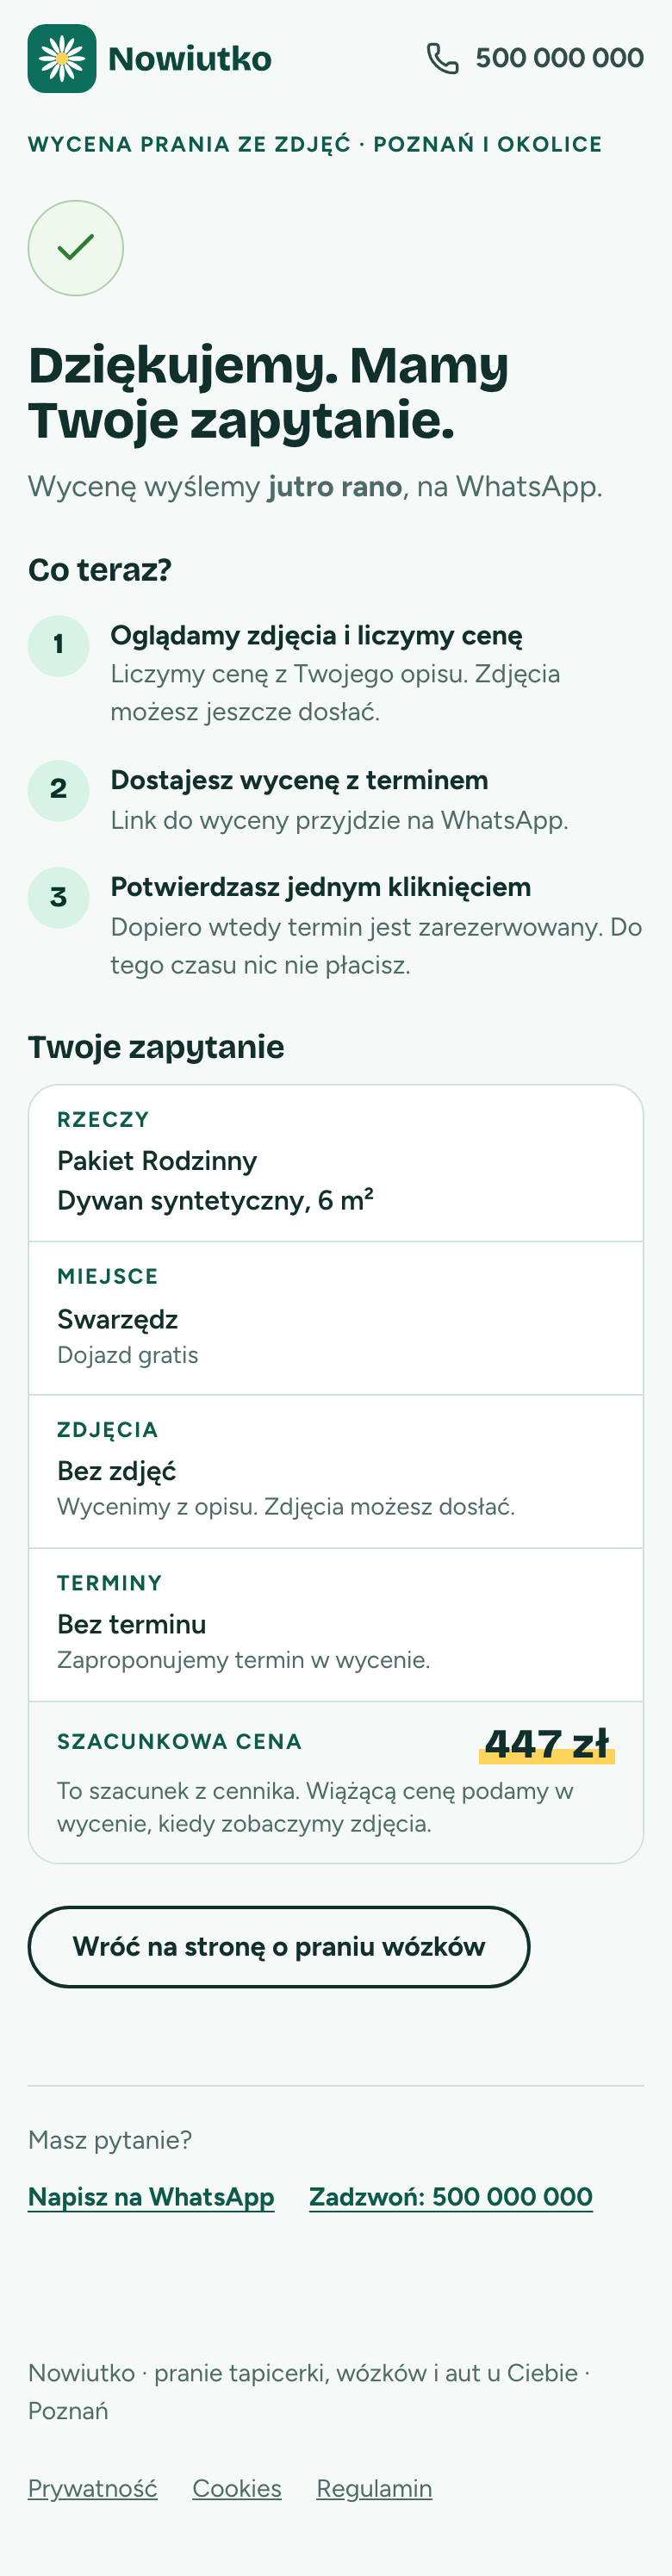 Nowiutko
500 000 000
WYCENA PRANIA ZE ZDJĘĆ · POZNAŃ I OKOLICE
Dziękujemy. Mamy
Twoje zapytanie.
Wycenę wyślemy jutro rano, na WhatsApp.
Co teraz?
1
Oglądamy zdjęcia i liczymy cenę
Liczymy cenę z Twojego opisu. Zdjęcia
możesz jeszcze dosłać.
2
Dostajesz wycenę z terminem
Link do wyceny przyjdzie na WhatsApp.
3
Potwierdzasz jednym kliknięciem
Dopiero wtedy termin jest zarezerwowany. Do
tego czasu nic nie płacisz.
Twoje zapytanie
RZECZY
Pakiet Rodzinny
Dywan syntetyczny, 6 m²
MIEJSCE
Swarzędz
Dojazd gratis
ZDJĘCIA
Bez zdjęć
Wycenimy z opisu. Zdjęcia możesz dosłać.
TERMINY
Bez terminu
Zaproponujemy termin w wycenie.
SZACUNKOWA CENA 447 zł
To szacunek z cennika. Wiążącą cenę podamy w
wycenie, kiedy zobaczymy zdjęcia.
Wróć na stronę o praniu wózków
Masz pytanie?
Napisz na WhatsApp Zadzwoń: 500 000 000
Nowiutko · pranie tapicerki, wózków i aut u Ciebie ·
Poznań
Prywatność Cookies Regulamin